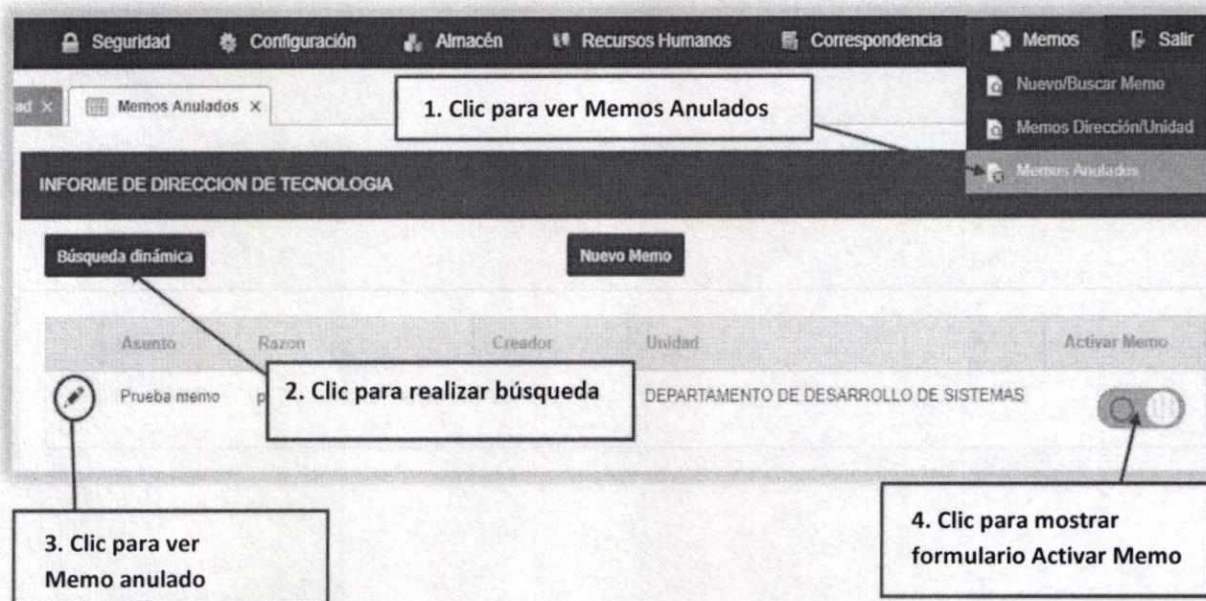 Seguridad Configuración Almacén Recursos Humanos Correspondencia Memos Salir
Nuevo/Buscar Memo
ad × Memos Anulados ×
1. Clic para ver Memos Anulados
Memos Dirección/Unidad
Memos Anulados
INFORME DE DIRECCION DE TECNOLOGIA
Búsqueda dinámica Nuevo Memo
Asunto Razon Creador Unidad Activar Memo
Prueba memo p DEPARTAMENTO DE DESARROLLO DE SISTEMAS
2. Clic para realizar búsqueda
3. Clic para ver
Memo anulado
4. Clic para mostrar
formulario Activar Memo